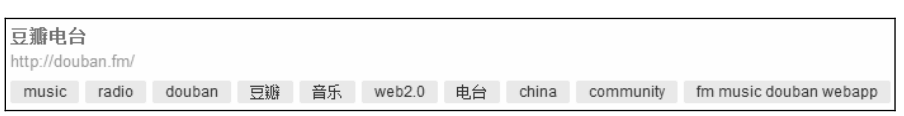 豆瓣电台
http://douban.fm/
music radio douban 豆瓣 音乐 web2.0 电台 china community fm music douban webapp